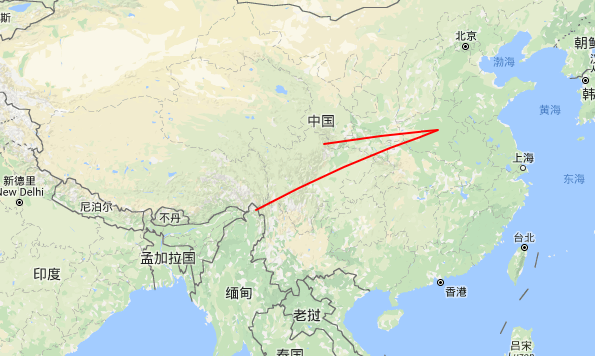 北京
朝鲜
渤海
韩
中国
黄海
上海
新德里
New Delhi
东海
尼泊尔
不丹
台北
孟加拉国
印度
缅甸
香港
老挝
吕宋
泰国